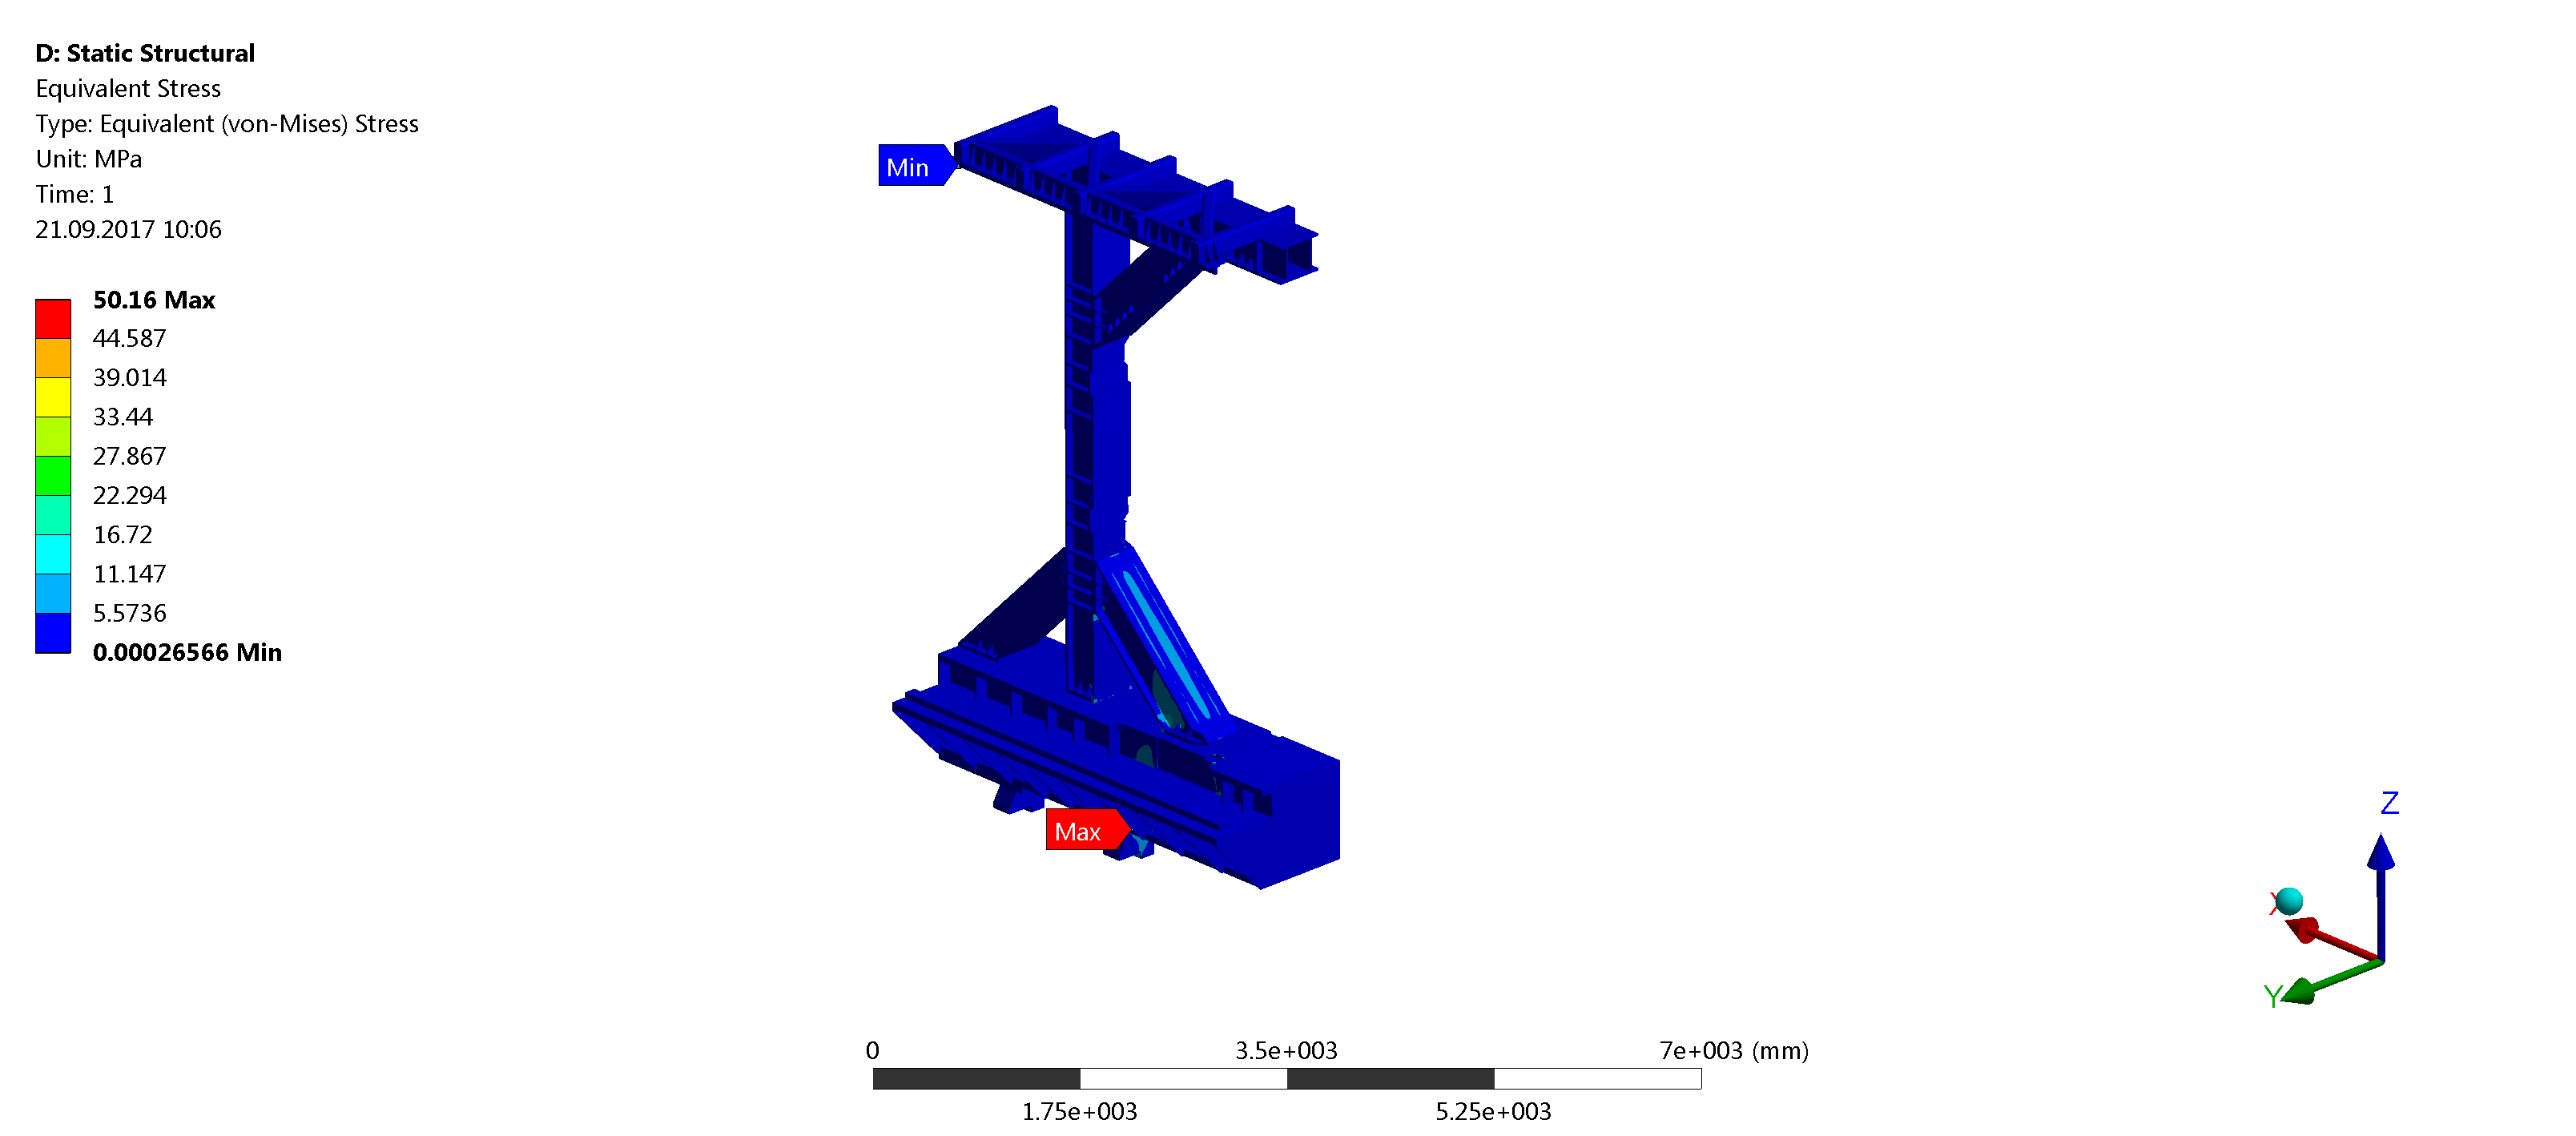 D: Static Structural
Equivalent Stress
Type: Equivalent (von-Mises) Stress
Unit: MPa
Time: 1
21.09.2017 10:06
50.16 Max
44.587
39.014
33.44
27.867
22.294
16.72
11.147
5.5736
0.00026566 Min
Min
Max
Z
X
Y
0 3.5e+003 7e+003 (mm)
1.75e+003 5.25e+003